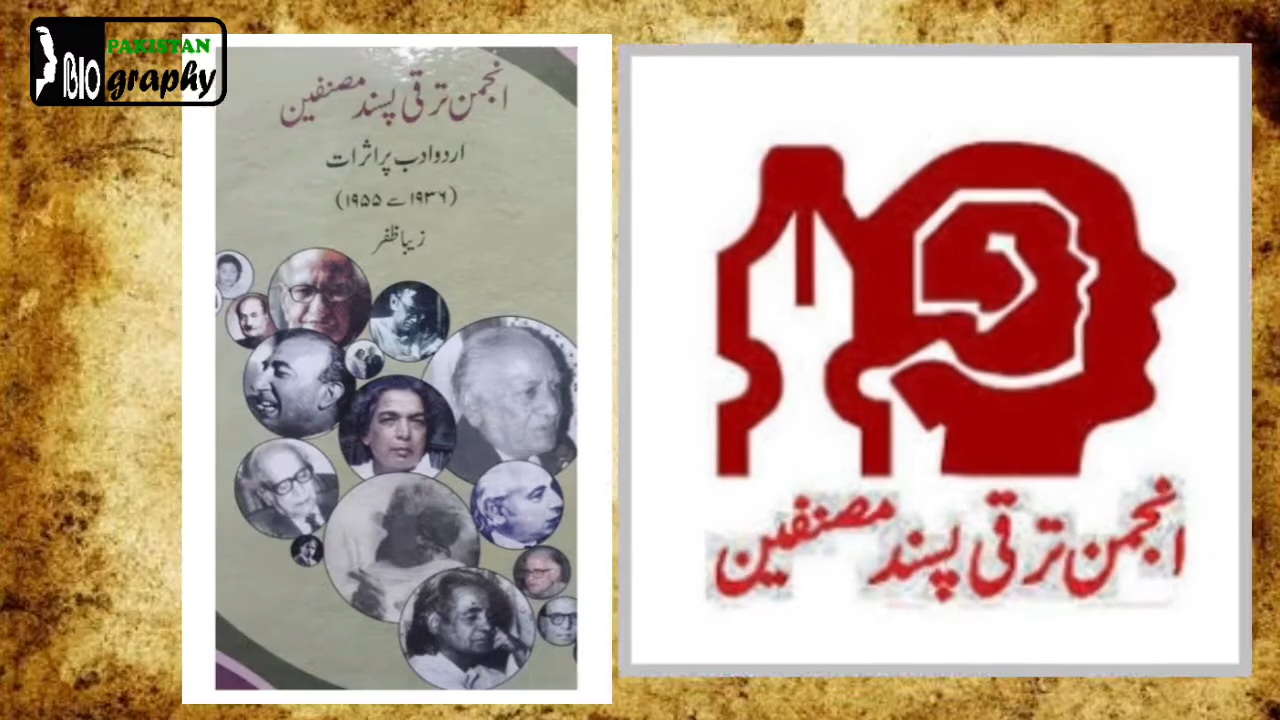 PAKISTAN
BIOgraphy
انجمن ترقی پسند مصنفین
اردو ادب پر اثرات
(۱۹۳۶ سے ۱۹۵۵)
زیبا ظفر
انجمن ترقی پسند مصنفین